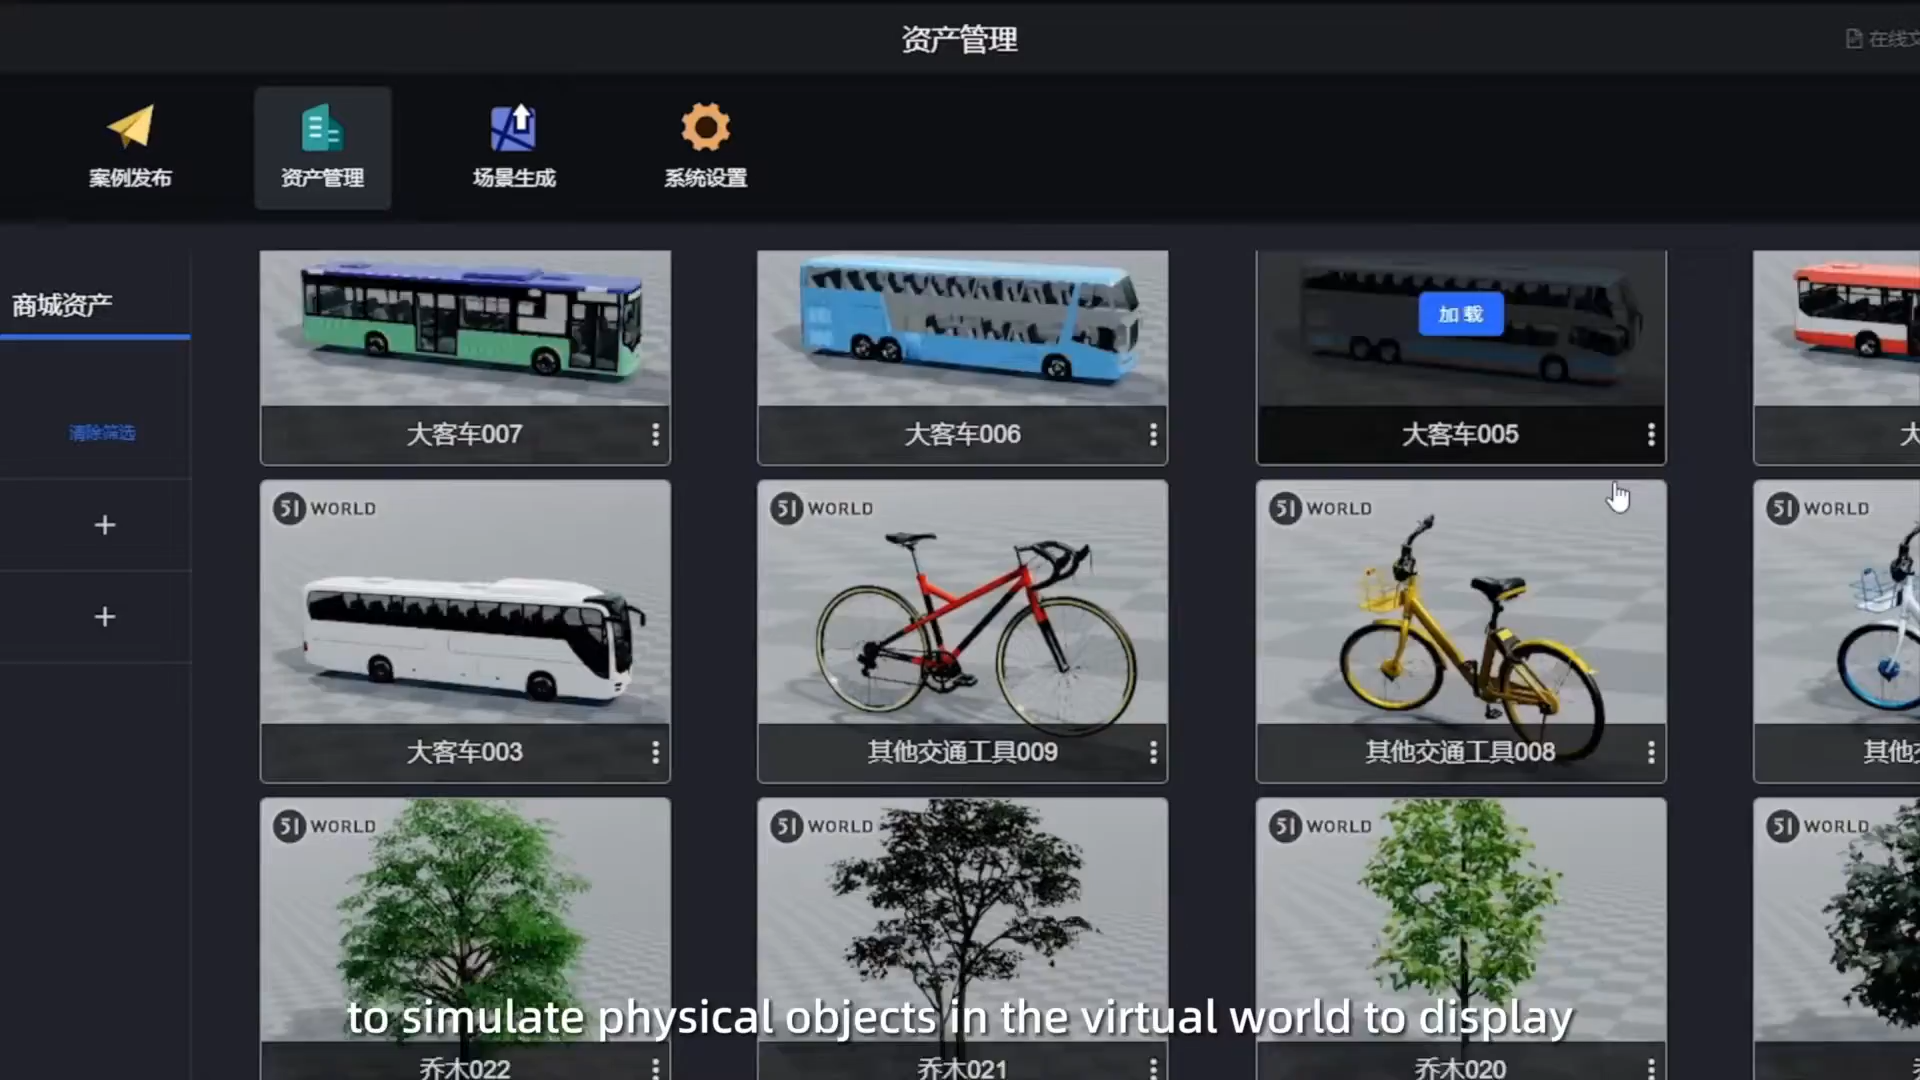 资产管理
在线文
案例发布
资产管理
场景生成
系统设置
商城资产
清除筛选
加载
大客车007
大客车006
大客车005
大
51 WORLD
51 WORLD
51 WORLD
51 WORLD
大客车003
其他交通工具009
其他交通工具008
其他
51 WORLD
51 WORLD
51 WORLD
51 WORLD
to simulate physical objects in the virtual world to display
乔木022
乔木021
乔木020